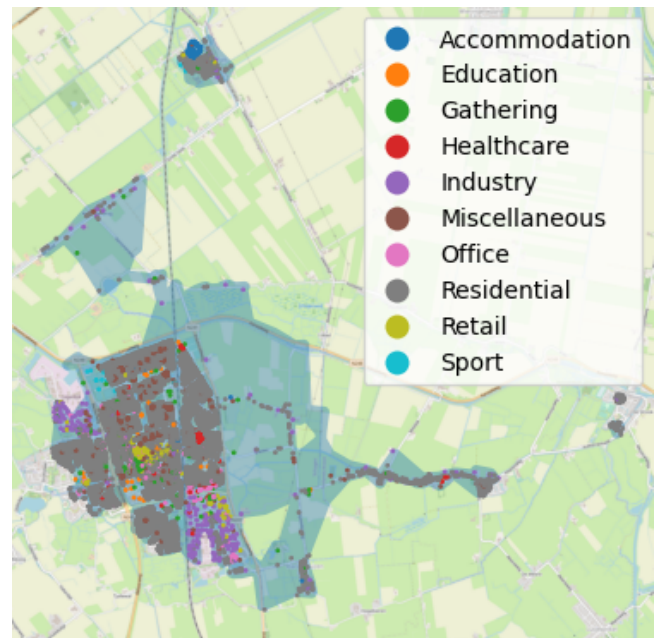 Accommodation
Education
Gathering
Healthcare
Industry
Miscellaneous
Office
Residential
Retail
Sport